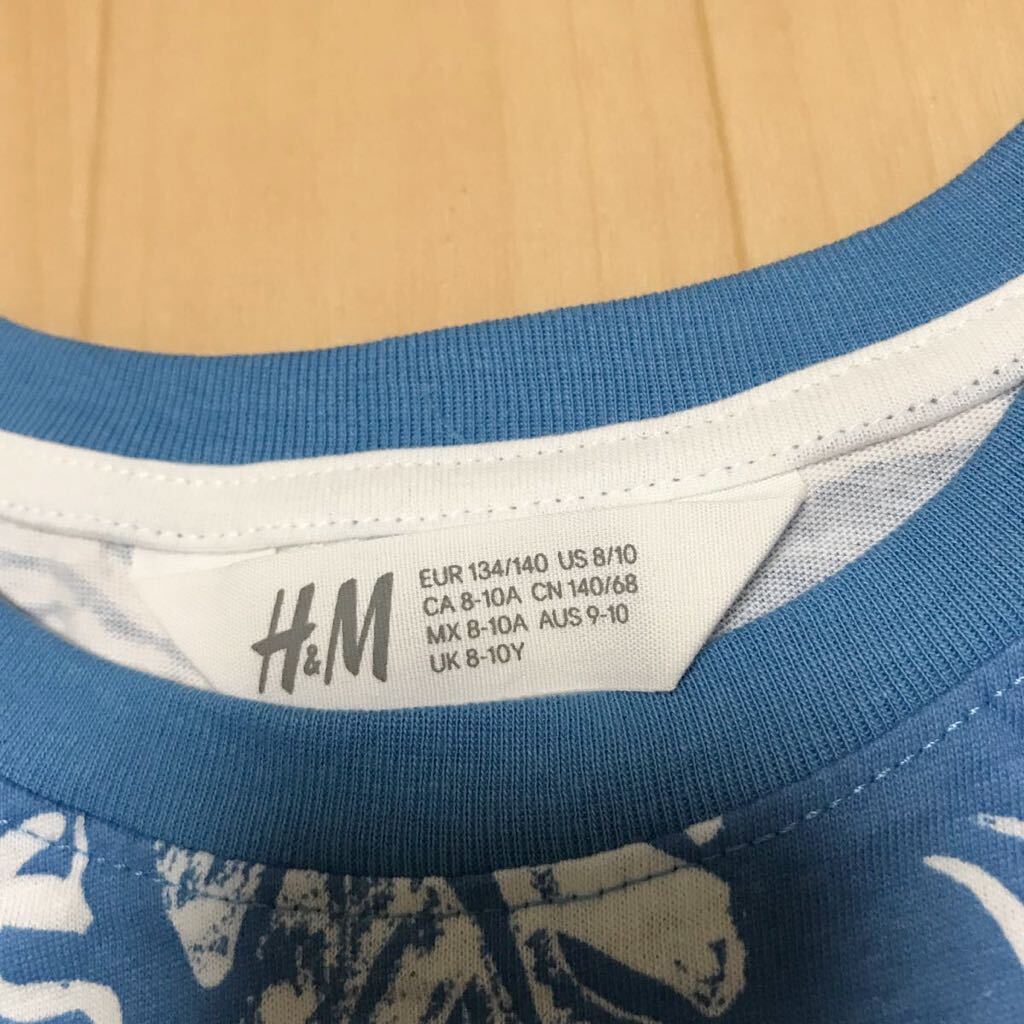 H&M
EUR 134/140 US 8/10
CA 8-10A CN 140/68
MX 8-10A AUS 9-10
UK 8-10Y